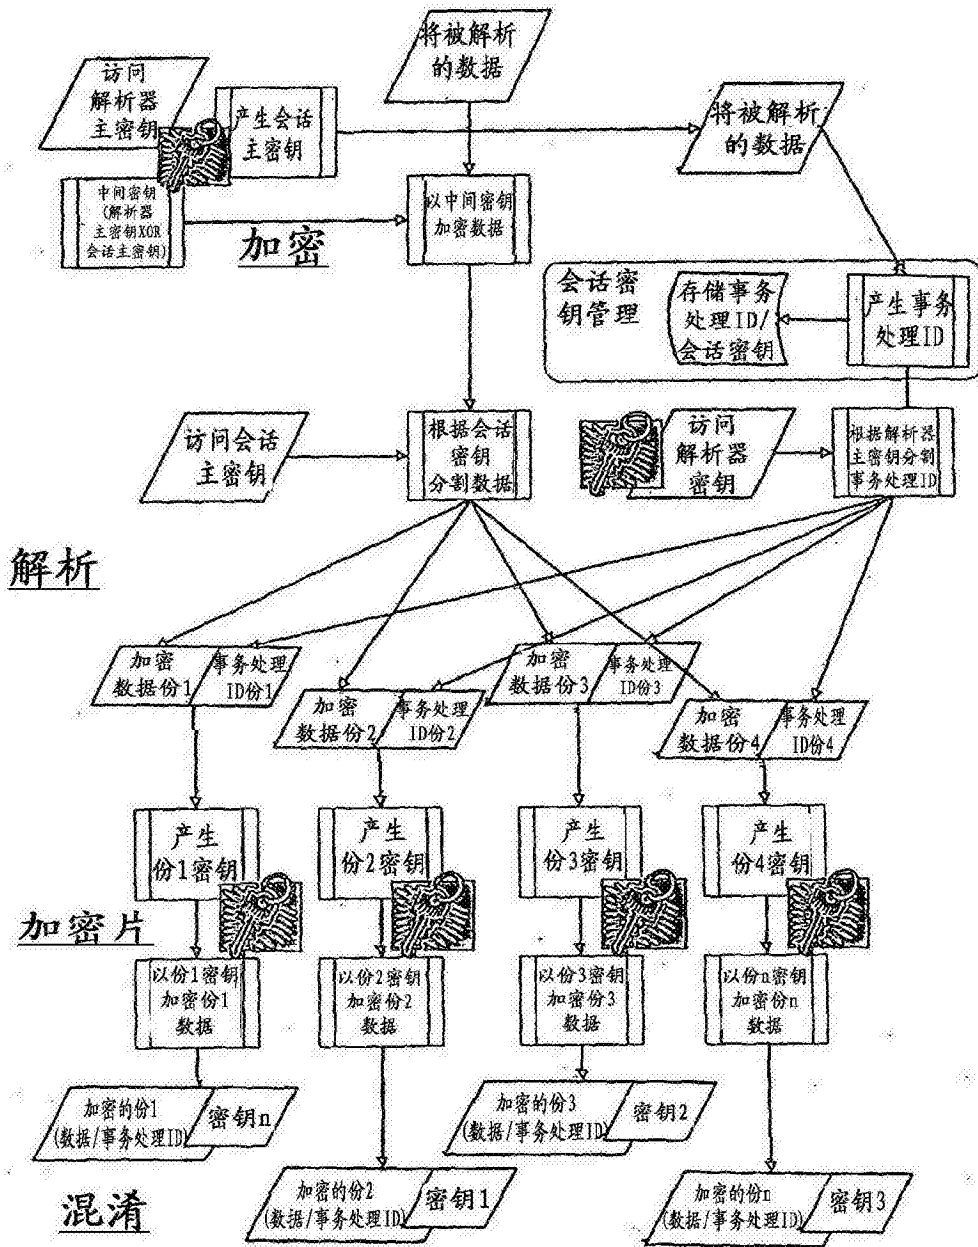 将被解析
的数据
访问
解析器
主密钥
产生会话
主密钥
将被解析
的数据
中间密钥
(解析器
主密钥XOR
会话主密钥)
以中间密钥
加密数据
加密
会话密
钥管理
存储事务
处理ID/
会话密钥
产生事务
处理ID
访问会话
主密钥
根据会话
密钥
分割数据
访问
解析器
密钥
根据解析器
主密钥分割
事务处理ID
解析
加密
数据份1
事务处理
ID份1
加密
数据份2
事务处理
ID份2
加密
数据份3
事务处理
ID份3
加密
数据份4
事务处理
ID份4
产生
份1密钥
产生
份2密钥
产生
份3密钥
产生
份4密钥
加密片
以份1密钥
加密份1
数据
以份2密钥
加密份2
数据
以份3密钥
加密份3
数据
以份n密钥
加密份n
数据
加密的份1
(数据/事务处理ID)
密钥n
加密的份2
(数据/事务处理ID)
密钥1
加密的份3
(数据/事务处理ID)
密钥2
加密的份n
(数据/事务处理ID)
密钥3
混淆